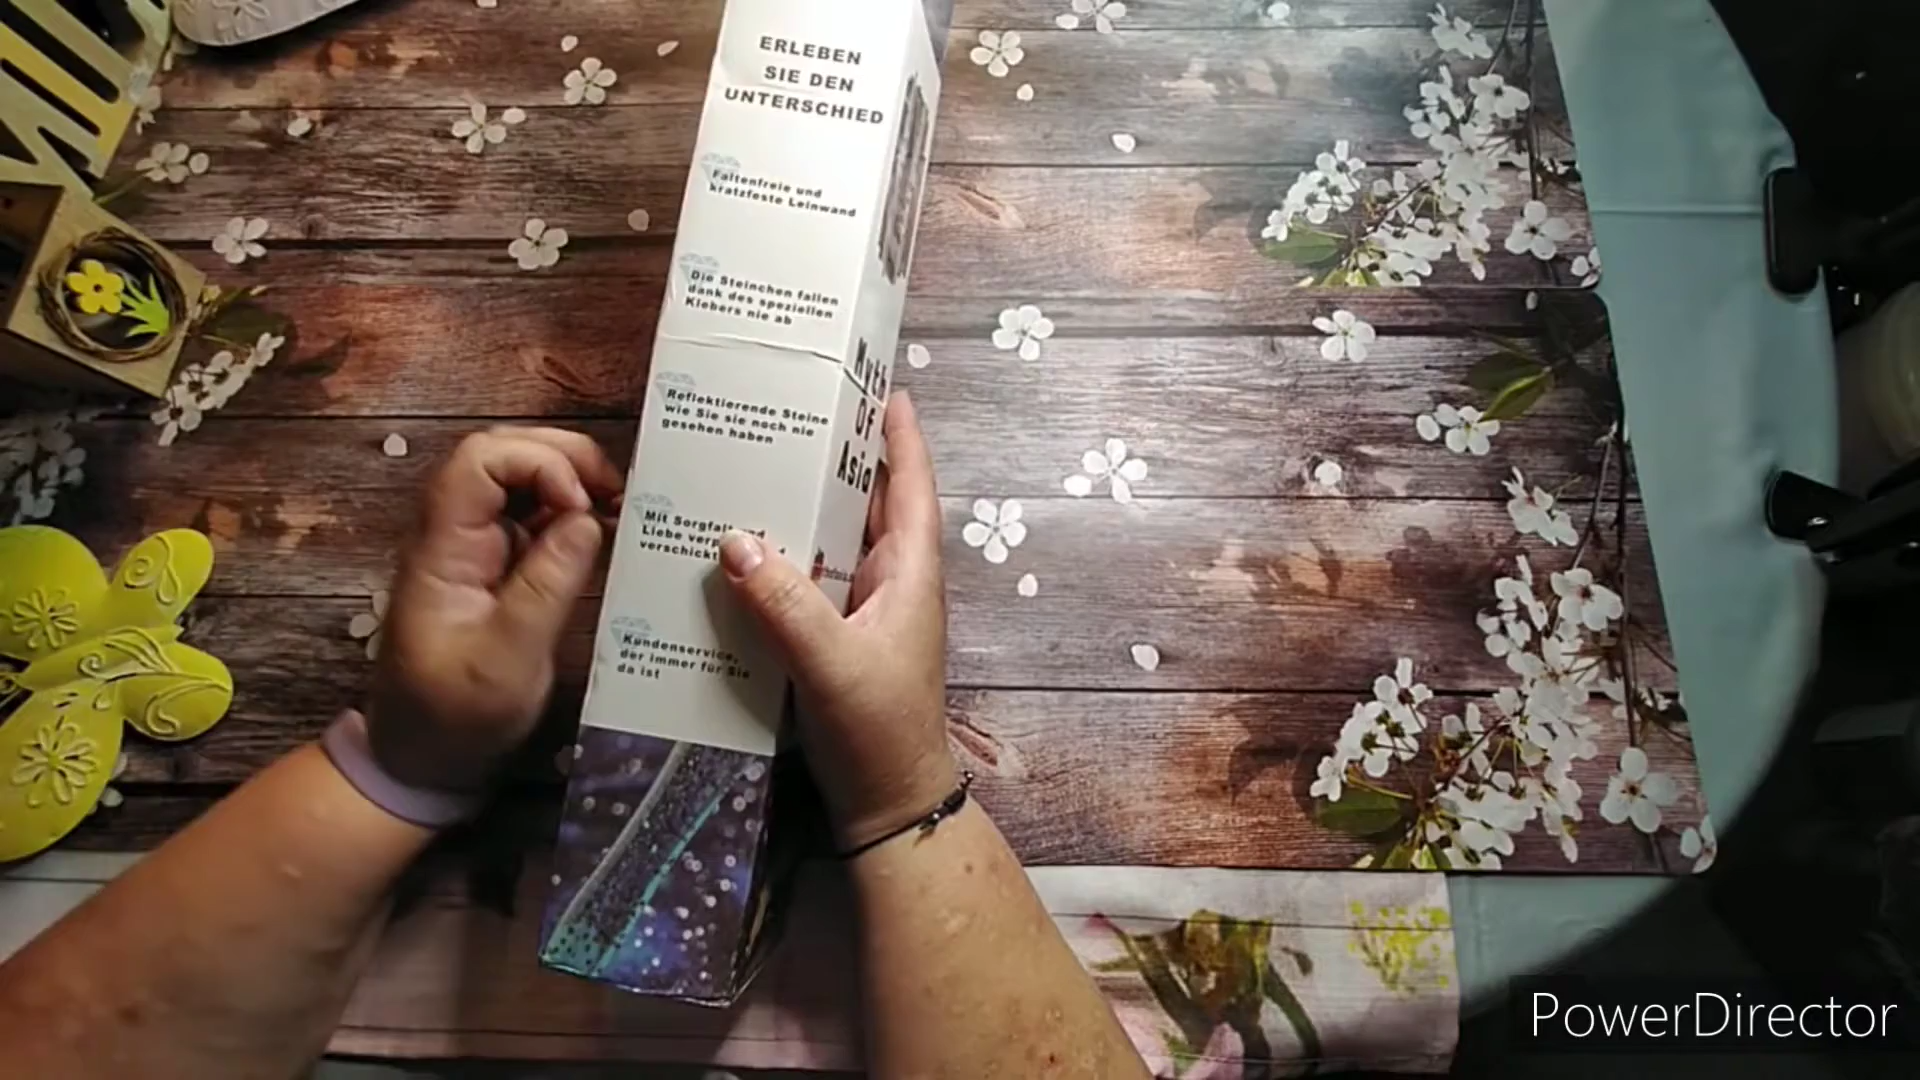 ERLEBEN
SIE DEN
UNTERSCHIED
Faltenfreie und
kratzfeste Leinwand
Die Steinchen fallen
dank des speziellen
Klebers nie ab
Reflektierende Steine
wie Sie sie noch nie
gesehen haben
Mit Sorgfalt und
Liebe
verschickt
Kundenservice,
der immer für Sie
da ist
Myth
Of
Asia
PowerDirector